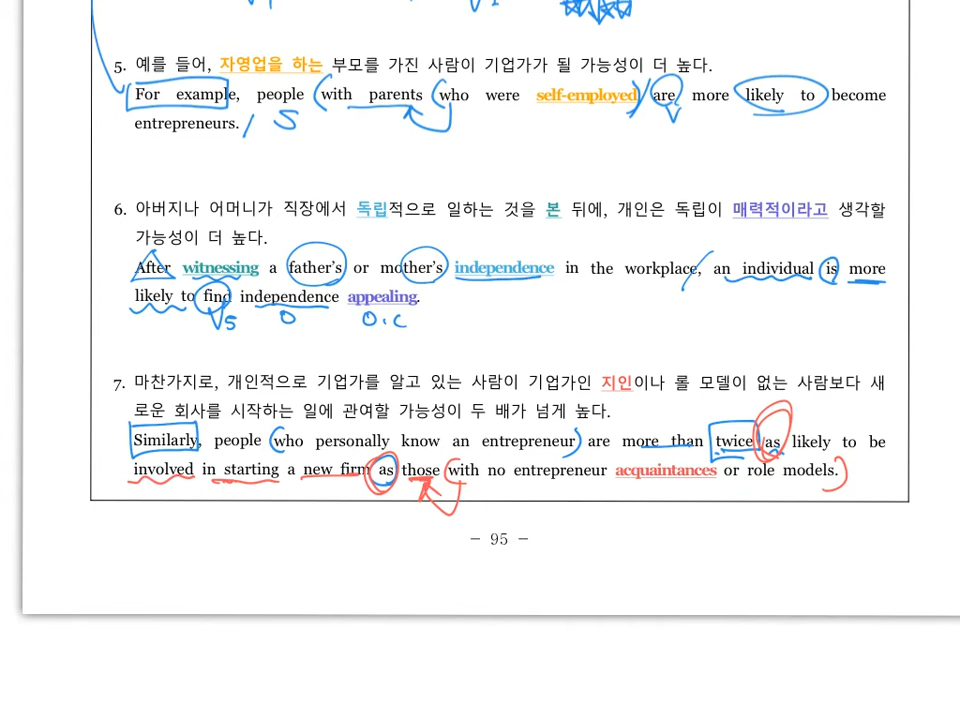 5. 예를 들어, 자영업을 하는 부모를 가진 사람이 기업가가 될 가능성이 더 높다.
For example, people with parents who were self-employed are more likely to become
entrepreneurs. / S
V
6. 아버지나 어머니가 직장에서 독립적으로 일하는 것을 본 뒤에, 개인은 독립이 매력적이라고 생각할
가능성이 더 높다.
After witnessing a father's or mother's independence in the workplace, an individual is more
likely to find independence appealing.
V5 O O.C
7. 마찬가지로, 개인적으로 기업가를 알고 있는 사람이 기업가인 지인이나 롤 모델이 없는 사람보다 새
로운 회사를 시작하는 일에 관여할 가능성이 두 배가 넘게 높다.
Similarly, people who personally know an entrepreneur are more than twice as likely to be
involved in starting a new firm as those with no entrepreneur acquaintances or role models.
- 95 -